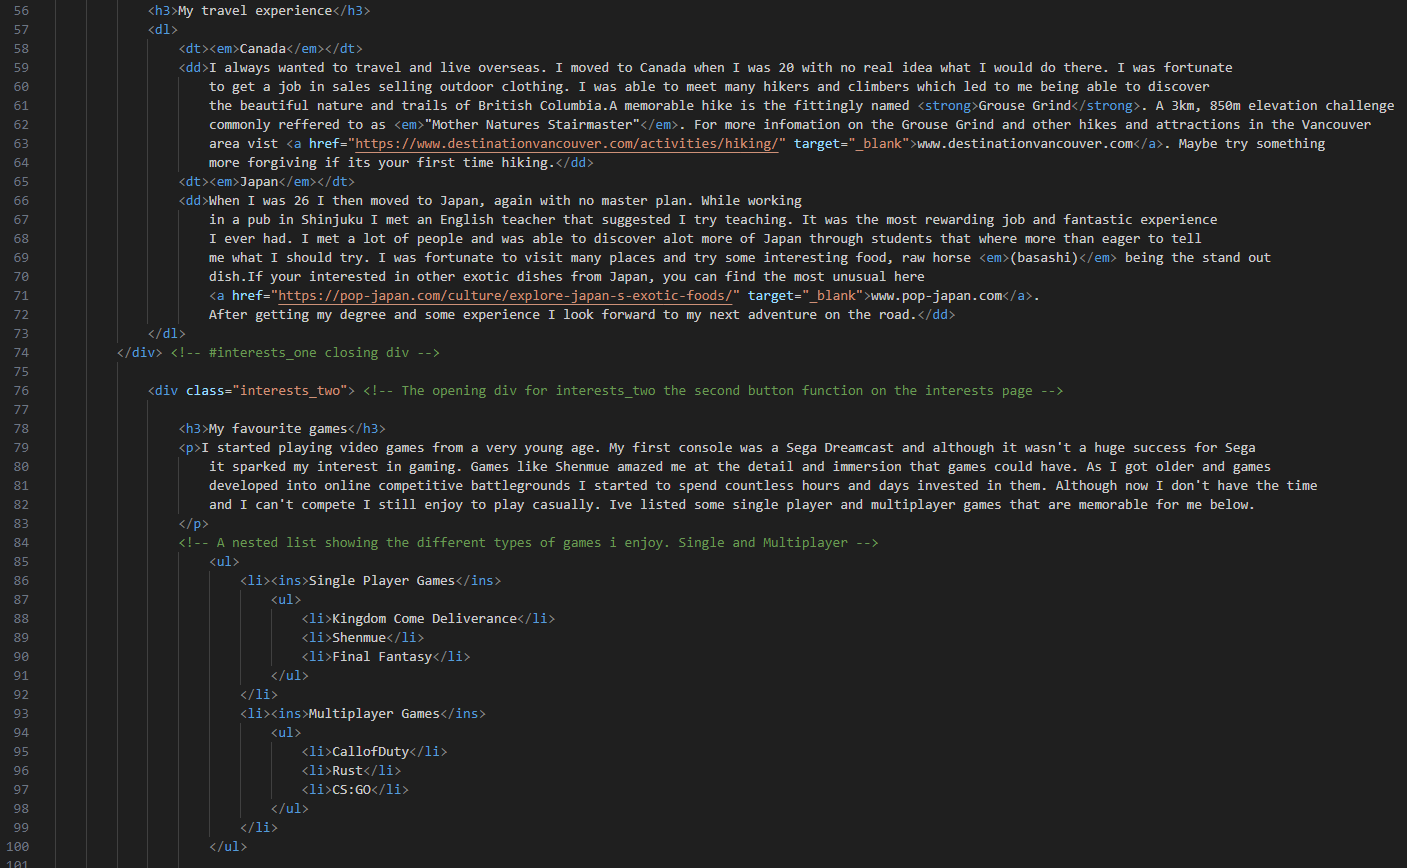 56 <h3>My travel experience</h3>
57 <dl>
58 <dt><em>Canada</em></dt>
59 <dd>I always wanted to travel and live overseas. I moved to Canada when I was 20 with no real idea what I would do there. I was fortunate
60 to get a job in sales selling outdoor clothing. I was able to meet many hikers and climbers which led to me being able to discover
61 the beautiful nature and trails of British Columbia.A memorable hike is the fittingly named <strong>Grouse Grind</strong>. A 3km, 850m elevation challenge
62 commonly reffered to as <em>"Mother Natures Stairmaster"</em>. For more infomation on the Grouse Grind and other hikes and attractions in the Vancouver
63 area vist <a href="https://www.destinationvancouver.com/activities/hiking/" target="_blank">www.destinationvancouver.com</a>. Maybe try something
64 more forgiving if its your first time hiking.</dd>
65 <dt><em>Japan</em></dt>
66 <dd>When I was 26 I then moved to Japan, again with no master plan. While working
67 in a pub in Shinjuku I met an English teacher that suggested I try teaching. It was the most rewarding job and fantastic experience
68 I ever had. I met a lot of people and was able to discover alot more of Japan through students that where more than eager to tell
69 me what I should try. I was fortunate to visit many places and try some interesting food, raw horse <em>(basashi)</em> being the stand out
70 dish.If your interested in other exotic dishes from Japan, you can find the most unusual here
71 <a href="https://pop-japan.com/culture/explore-japan-s-exotic-foods/" target="_blank">www.pop-japan.com</a>.
72 After getting my degree and some experience I look forward to my next adventure on the road.</dd>
73 </dl>
74 </div> <!-- #interests_one closing div -->
75
76 <div class="interests_two"> <!-- The opening div for interests_two the second button function on the interests page -->
77
78 <h3>My favourite games</h3>
79 <p>I started playing video games from a very young age. My first console was a Sega Dreamcast and although it wasn't a huge success for Sega
80 it sparked my interest in gaming. Games like Shenmue amazed me at the detail and immersion that games could have. As I got older and games
81 developed into online competitive battlegrounds I started to spend countless hours and days invested in them. Although now I don't have the time
82 and I can't compete I still enjoy to play casually. Ive listed some single player and multiplayer games that are memorable for me below.
83 </p>
84 <!-- A nested list showing the different types of games i enjoy. Single and Multiplayer -->
85 <ul>
86 <li><ins>Single Player Games</ins>
87 <ul>
88 <li>Kingdom Come Deliverance</li>
89 <li>Shenmue</li>
90 <li>Final Fantasy</li>
91 </ul>
92 </li>
93 <li><ins>Multiplayer Games</ins>
94 <ul>
95 <li>CallofDuty</li>
96 <li>Rust</li>
97 <li>CS:GO</li>
98 </ul>
99 </li>
100 </ul>
101